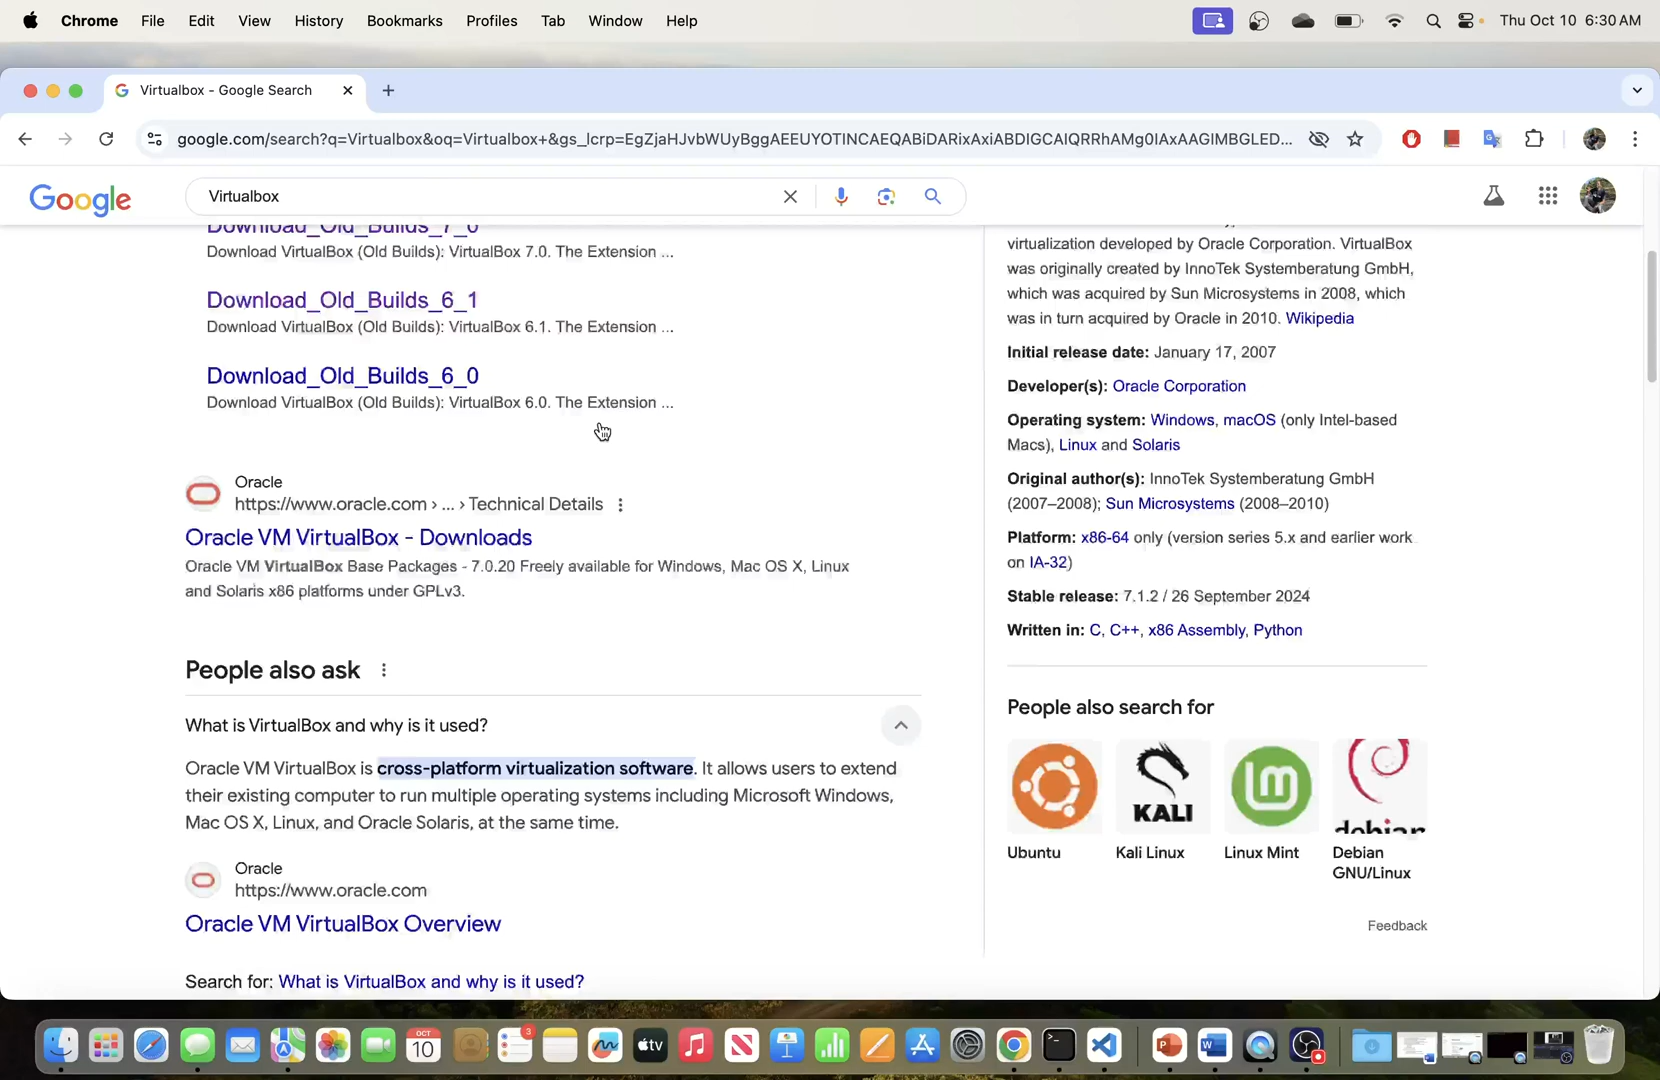 Chrome File Edit View History Bookmarks Profiles Tab Window Help Thu Oct 10 6:30 AM
Virtualbox - Google Search
google.com/search?q=Virtualbox&oq=Virtualbox+&gs_lcrp=EgZjaHJvbWUyBggAEEUYOTINCAEQABiDARixAxiABDIGCAIQRRhAMg0IAxAAGIMBGLED...
Google Virtualbox
Download_Old_Builds_7_0
Download VirtualBox (Old Builds): VirtualBox 7.0. The Extension ...
Download_Old_Builds_6_1
Download VirtualBox (Old Builds): VirtualBox 6.1. The Extension ...
Download_Old_Builds_6_0
Download VirtualBox (Old Builds): VirtualBox 6.0. The Extension ...
Oracle
https://www.oracle.com › ... › Technical Details
Oracle VM VirtualBox - Downloads
Oracle VM VirtualBox Base Packages - 7.0.20 Freely available for Windows, Mac OS X, Linux
and Solaris x86 platforms under GPLv3.
People also ask
What is VirtualBox and why is it used?
Oracle VM VirtualBox is cross-platform virtualization software. It allows users to extend
their existing computer to run multiple operating systems including Microsoft Windows,
Mac OS X, Linux, and Oracle Solaris, at the same time.
Oracle
https://www.oracle.com
Oracle VM VirtualBox Overview
Search for: What is VirtualBox and why is it used?
virtualization developed by Oracle Corporation. VirtualBox
was originally created by InnoTek Systemberatung GmbH,
which was acquired by Sun Microsystems in 2008, which
was in turn acquired by Oracle in 2010. Wikipedia
Initial release date: January 17, 2007
Developer(s): Oracle Corporation
Operating system: Windows, macOS (only Intel-based
Macs), Linux and Solaris
Original author(s): InnoTek Systemberatung GmbH
(2007–2008); Sun Microsystems (2008–2010)
Platform: x86-64 only (version series 5.x and earlier work
on IA-32)
Stable release: 7.1.2 / 26 September 2024
Written in: C, C++, x86 Assembly, Python
People also search for
KALI
debian
Ubuntu Kali Linux Linux Mint Debian
GNU/Linux
Feedback
OCT
10
3
tv